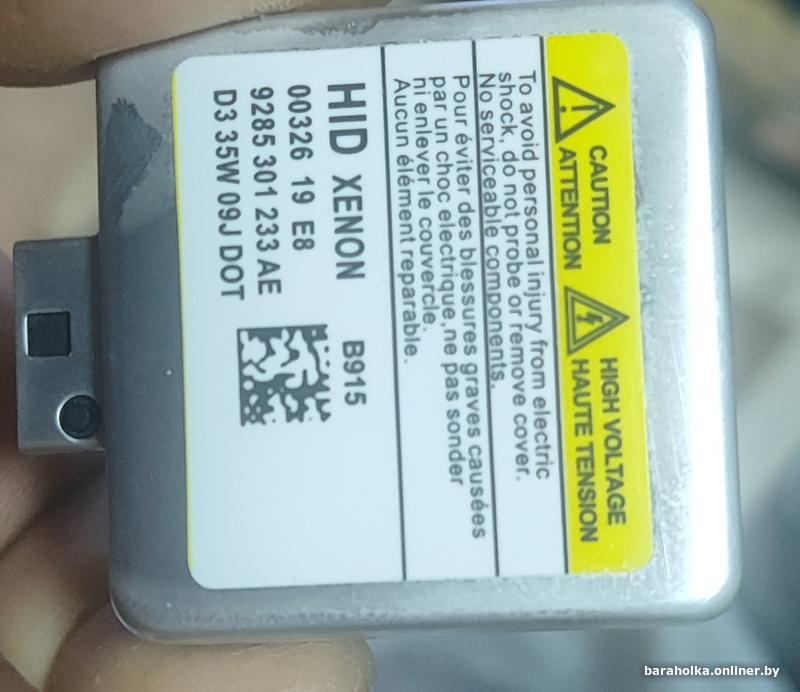 CAUTION
ATTENTION
HIGH VOLTAGE
HAUTE TENSION
To avoid personal injury from electric
shock, do not probe or remove cover.
No serviceable components.
Pour éviter des blessures graves causées
par un choc electrique,ne pas sonder
ni enlever le couvercle.
Aucun élément reparable.
HID XENON B915
00326 19 E8
9285 301 233 AE
D3 35W 09J DOT
baraholka.onliner.by